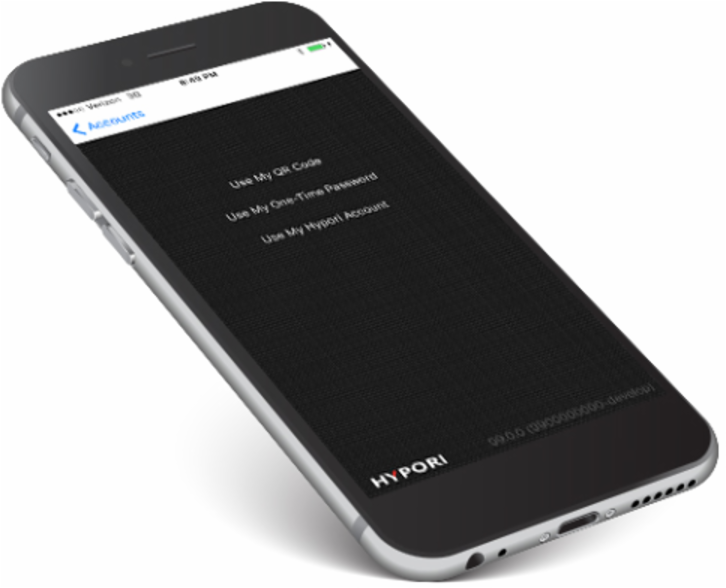 Verizon 3G
8:49 PM
Accounts
Use My QR Code
Use My One-Time Password
Use My Hypori Account
HYPORI
99.0.0 (9900000000-develop)